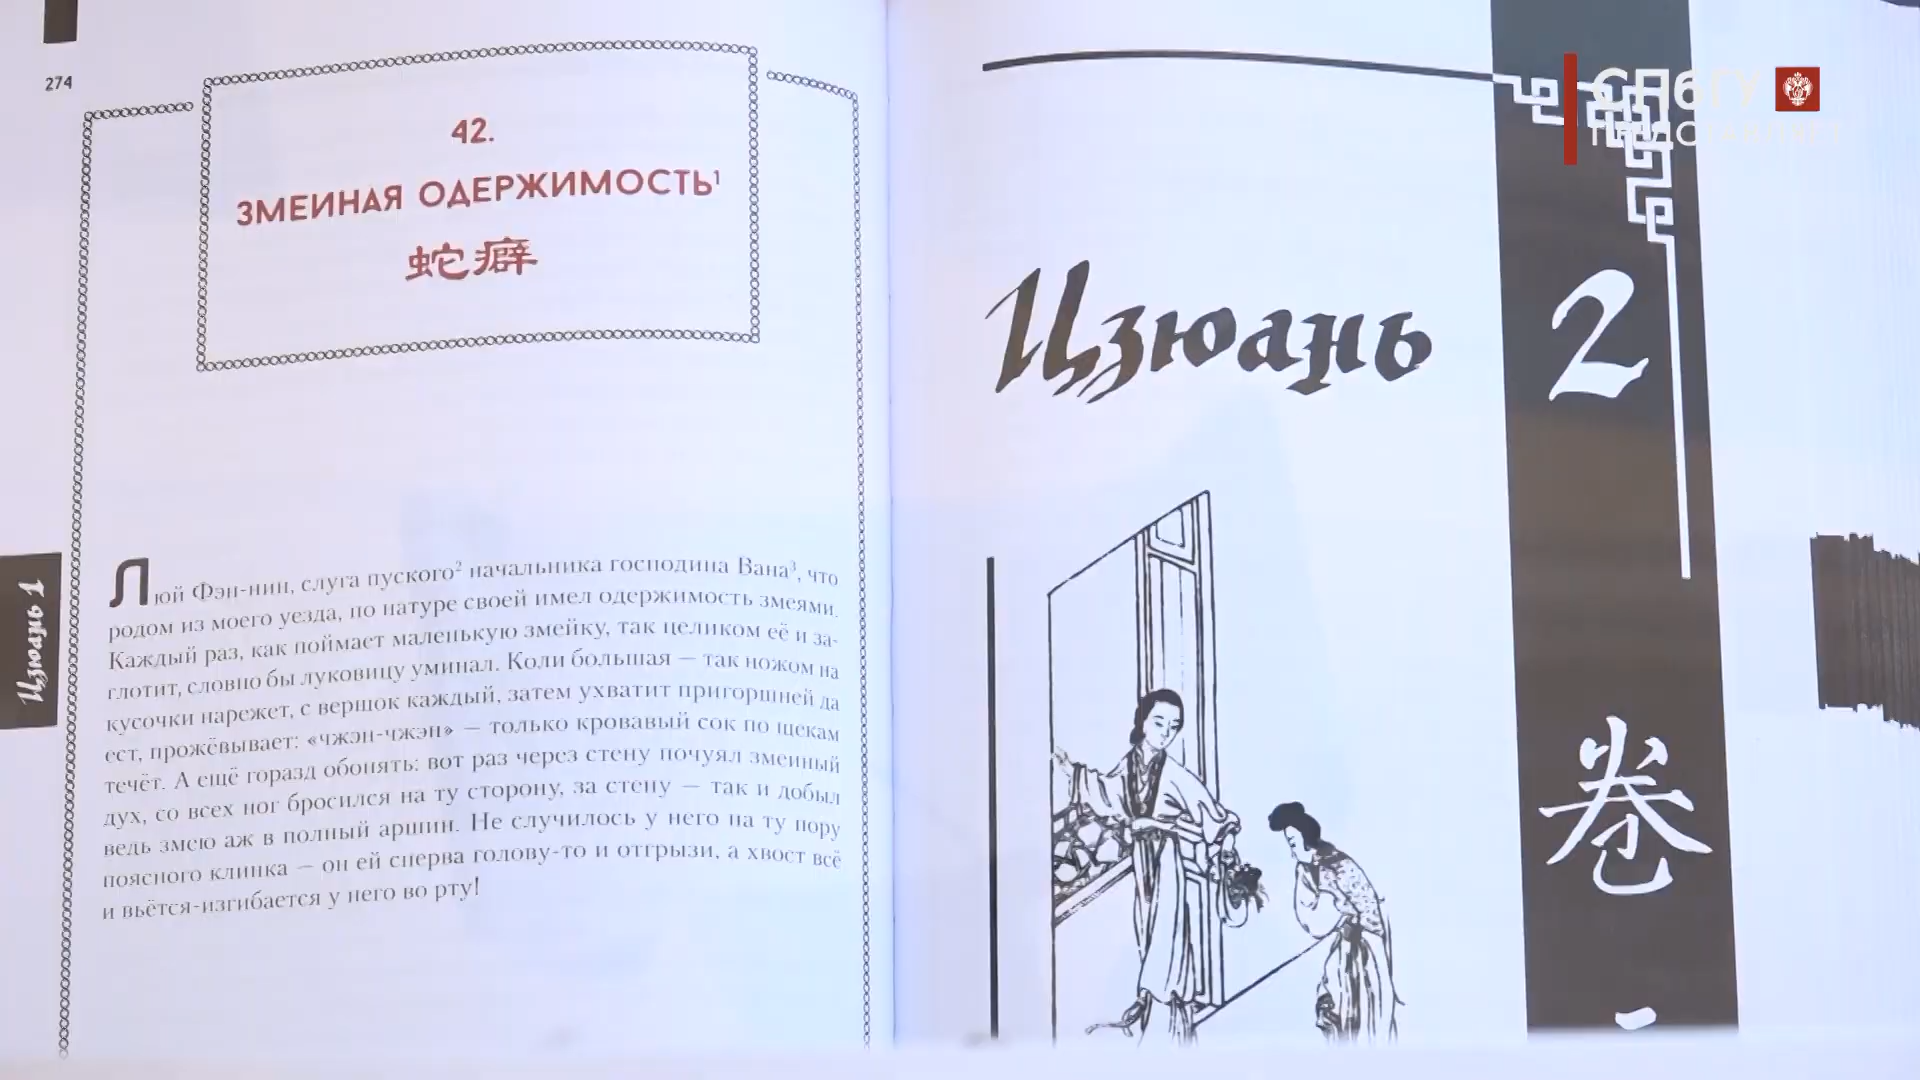 274
42.
ЗМЕИНАЯ ОДЕРЖИМОСТЬ¹
蛇癖
Люй Фэн-нин, слуга пуского² начальника господина Вана³, что
родом из моего уезда, по натуре своей имел одержимость змеями.
Каждый раз, как поймает маленькую змейку, так целиком её и за-
глотит, словно бы луковицу уминал. Коли большая — так ножом на
кусочки нарежет, с вершок каждый, затем ухватит пригоршней да
ест, прожёвывает: «чжэн-чжэн» — только кровавый сок по щекам
течёт. А ещё горазд обонять: вот раз через стену почуял змеиный
дух, со всех ног бросился на ту сторону, за стену — так и добыл
ведь змею аж в полный аршин. Не случилось у него на ту пору
поясного клинка — он ей сперва голову-то и отгрызи, а хвост всё
и вьётся-изгибается у него во рту!
Цзюань 1
Цзюань
2
卷
СПбГУ
ПРЕДСТАВЛЯЕТ